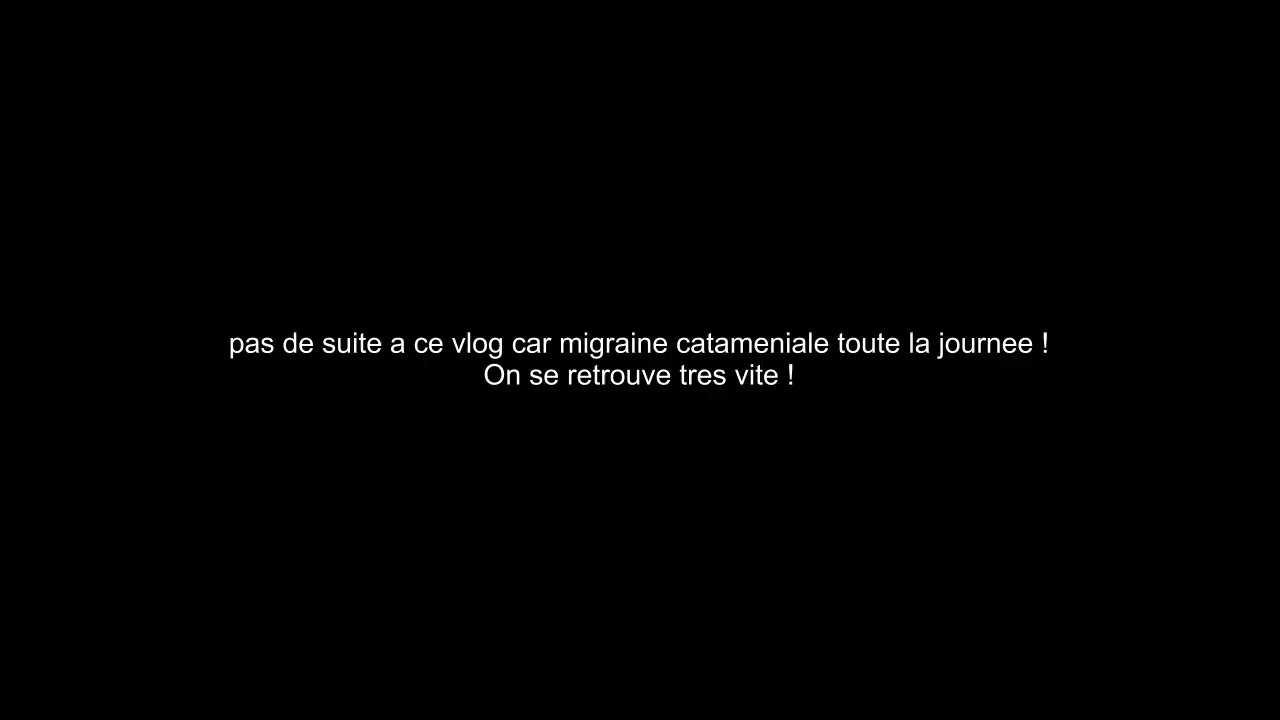 pas de suite a ce vlog car migraine catameniale toute la journee !
On se retrouve tres vite !